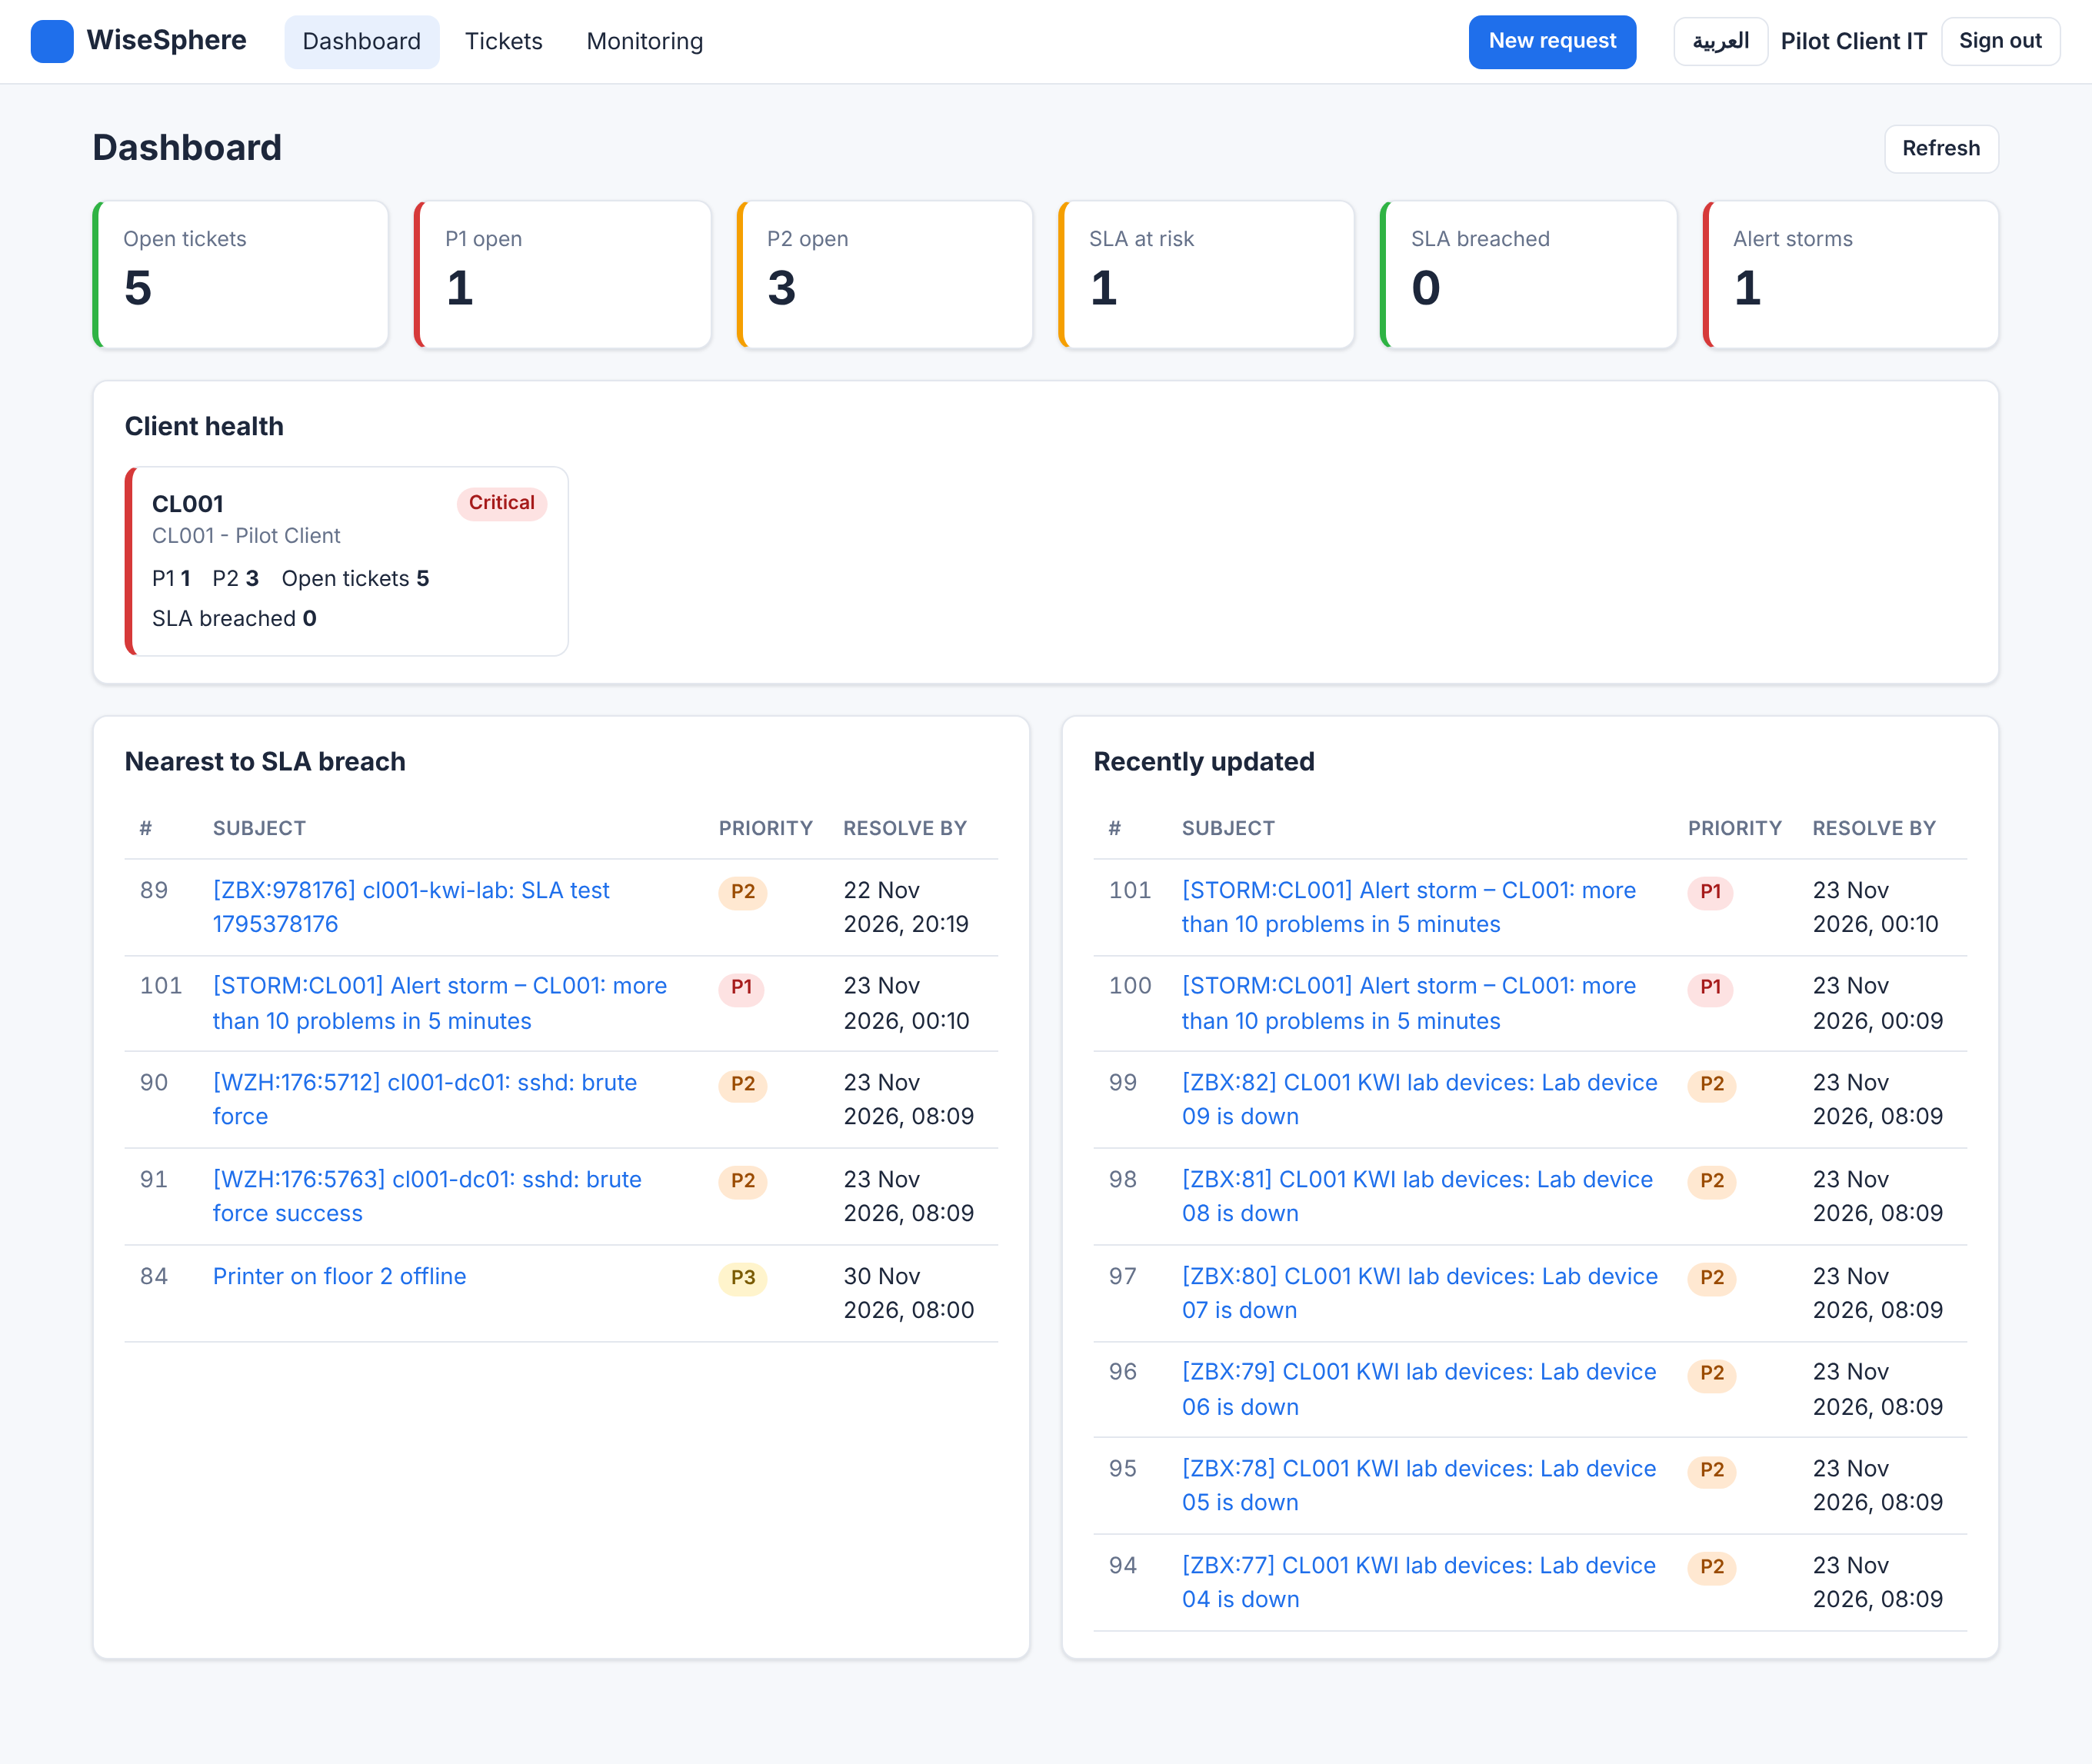 WiseSphere
Dashboard
Tickets
Monitoring
New request
العربية
Pilot Client IT
Sign out
Dashboard
Refresh
Open tickets
5
P1 open
1
P2 open
3
SLA at risk
1
SLA breached
0
Alert storms
1
Client health
CL001
Critical
CL001 - Pilot Client
P1 1 P2 3 Open tickets 5
SLA breached 0
Nearest to SLA breach
# SUBJECT PRIORITY RESOLVE BY
89 [ZBX:978176] cl001-kwi-lab: SLA test P2 22 Nov
1795378176 2026, 20:19
101 [STORM:CL001] Alert storm – CL001: more P1 23 Nov
than 10 problems in 5 minutes 2026, 00:10
90 [WZH:176:5712] cl001-dc01: sshd: brute P2 23 Nov
force 2026, 08:09
91 [WZH:176:5763] cl001-dc01: sshd: brute P2 23 Nov
force success 2026, 08:09
84 Printer on floor 2 offline P3 30 Nov
2026, 08:00
Recently updated
# SUBJECT PRIORITY RESOLVE BY
101 [STORM:CL001] Alert storm – CL001: more P1 23 Nov
than 10 problems in 5 minutes 2026, 00:10
100 [STORM:CL001] Alert storm – CL001: more P1 23 Nov
than 10 problems in 5 minutes 2026, 00:09
99 [ZBX:82] CL001 KWI lab devices: Lab device P2 23 Nov
09 is down 2026, 08:09
98 [ZBX:81] CL001 KWI lab devices: Lab device P2 23 Nov
08 is down 2026, 08:09
97 [ZBX:80] CL001 KWI lab devices: Lab device P2 23 Nov
07 is down 2026, 08:09
96 [ZBX:79] CL001 KWI lab devices: Lab device P2 23 Nov
06 is down 2026, 08:09
95 [ZBX:78] CL001 KWI lab devices: Lab device P2 23 Nov
05 is down 2026, 08:09
94 [ZBX:77] CL001 KWI lab devices: Lab device P2 23 Nov
04 is down 2026, 08:09